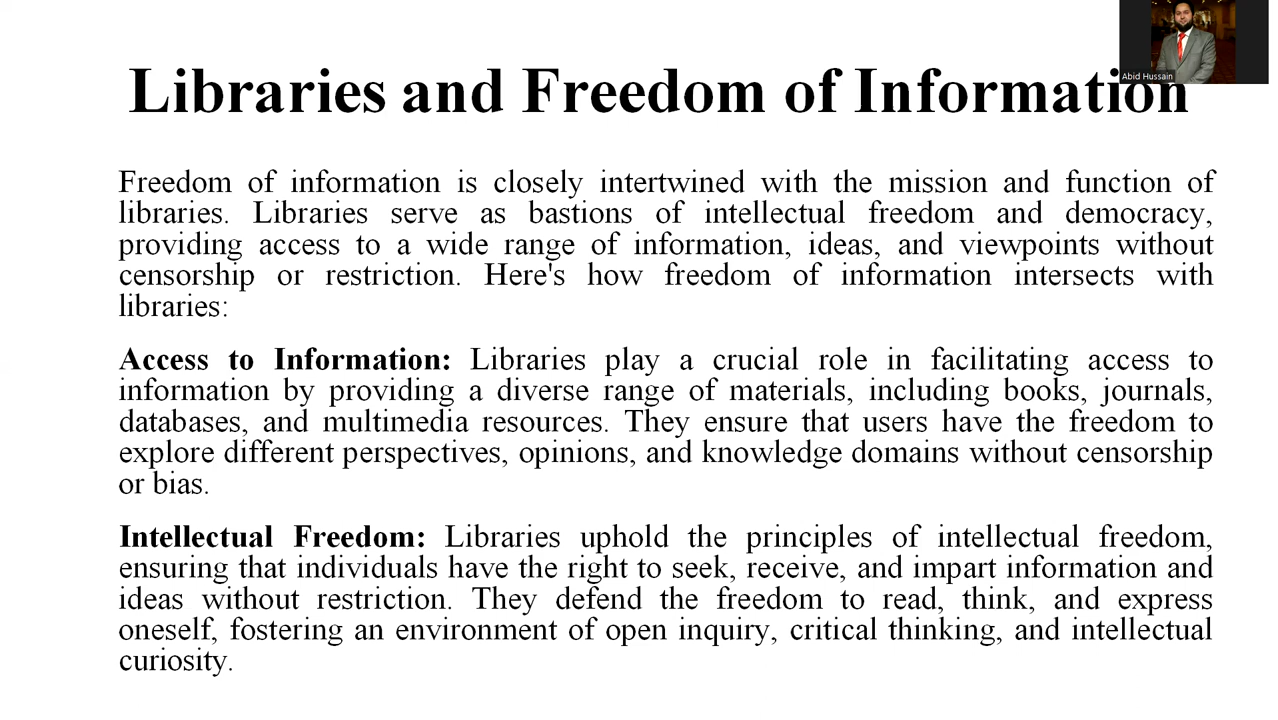 Abid Hussain
Libraries and Freedom of Information
Freedom of information is closely intertwined with the mission and function of
libraries. Libraries serve as bastions of intellectual freedom and democracy,
providing access to a wide range of information, ideas, and viewpoints without
censorship or restriction. Here's how freedom of information intersects with
libraries:
Access to Information: Libraries play a crucial role in facilitating access to
information by providing a diverse range of materials, including books, journals,
databases, and multimedia resources. They ensure that users have the freedom to
explore different perspectives, opinions, and knowledge domains without censorship
or bias.
Intellectual Freedom: Libraries uphold the principles of intellectual freedom,
ensuring that individuals have the right to seek, receive, and impart information and
ideas without restriction. They defend the freedom to read, think, and express
oneself, fostering an environment of open inquiry, critical thinking, and intellectual
curiosity.